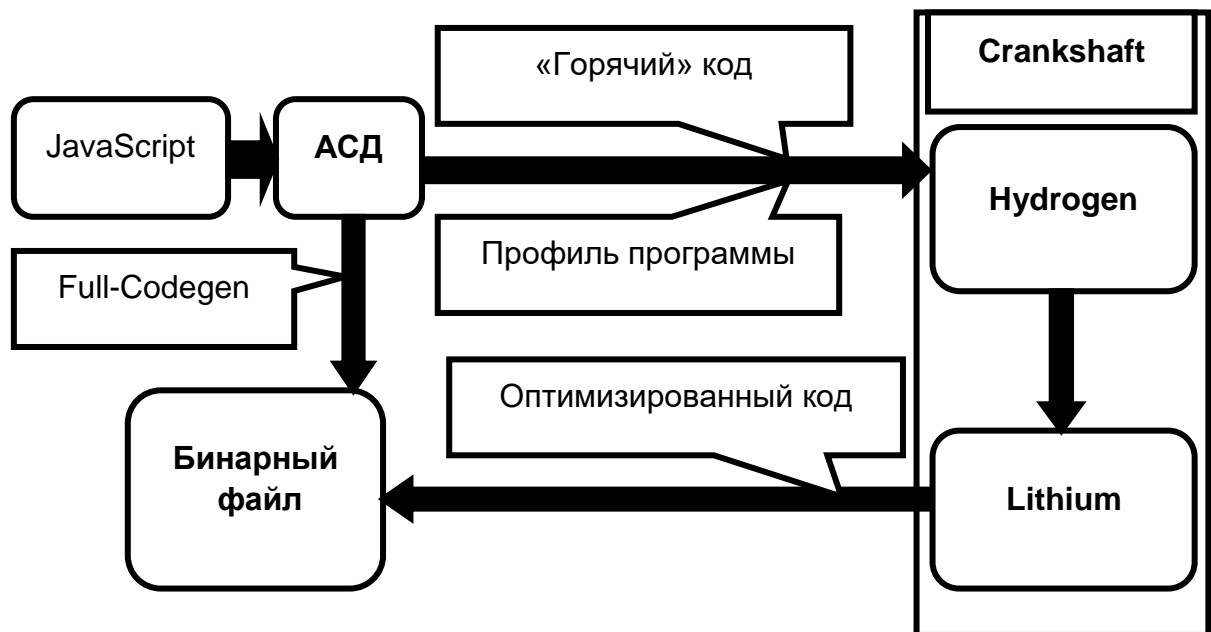 «Горячий» код
Crankshaft
JavaScript
АСД
Hydrogen
Профиль программы
Full-Codegen
Оптимизированный код
Бинарный
файл
Lithium